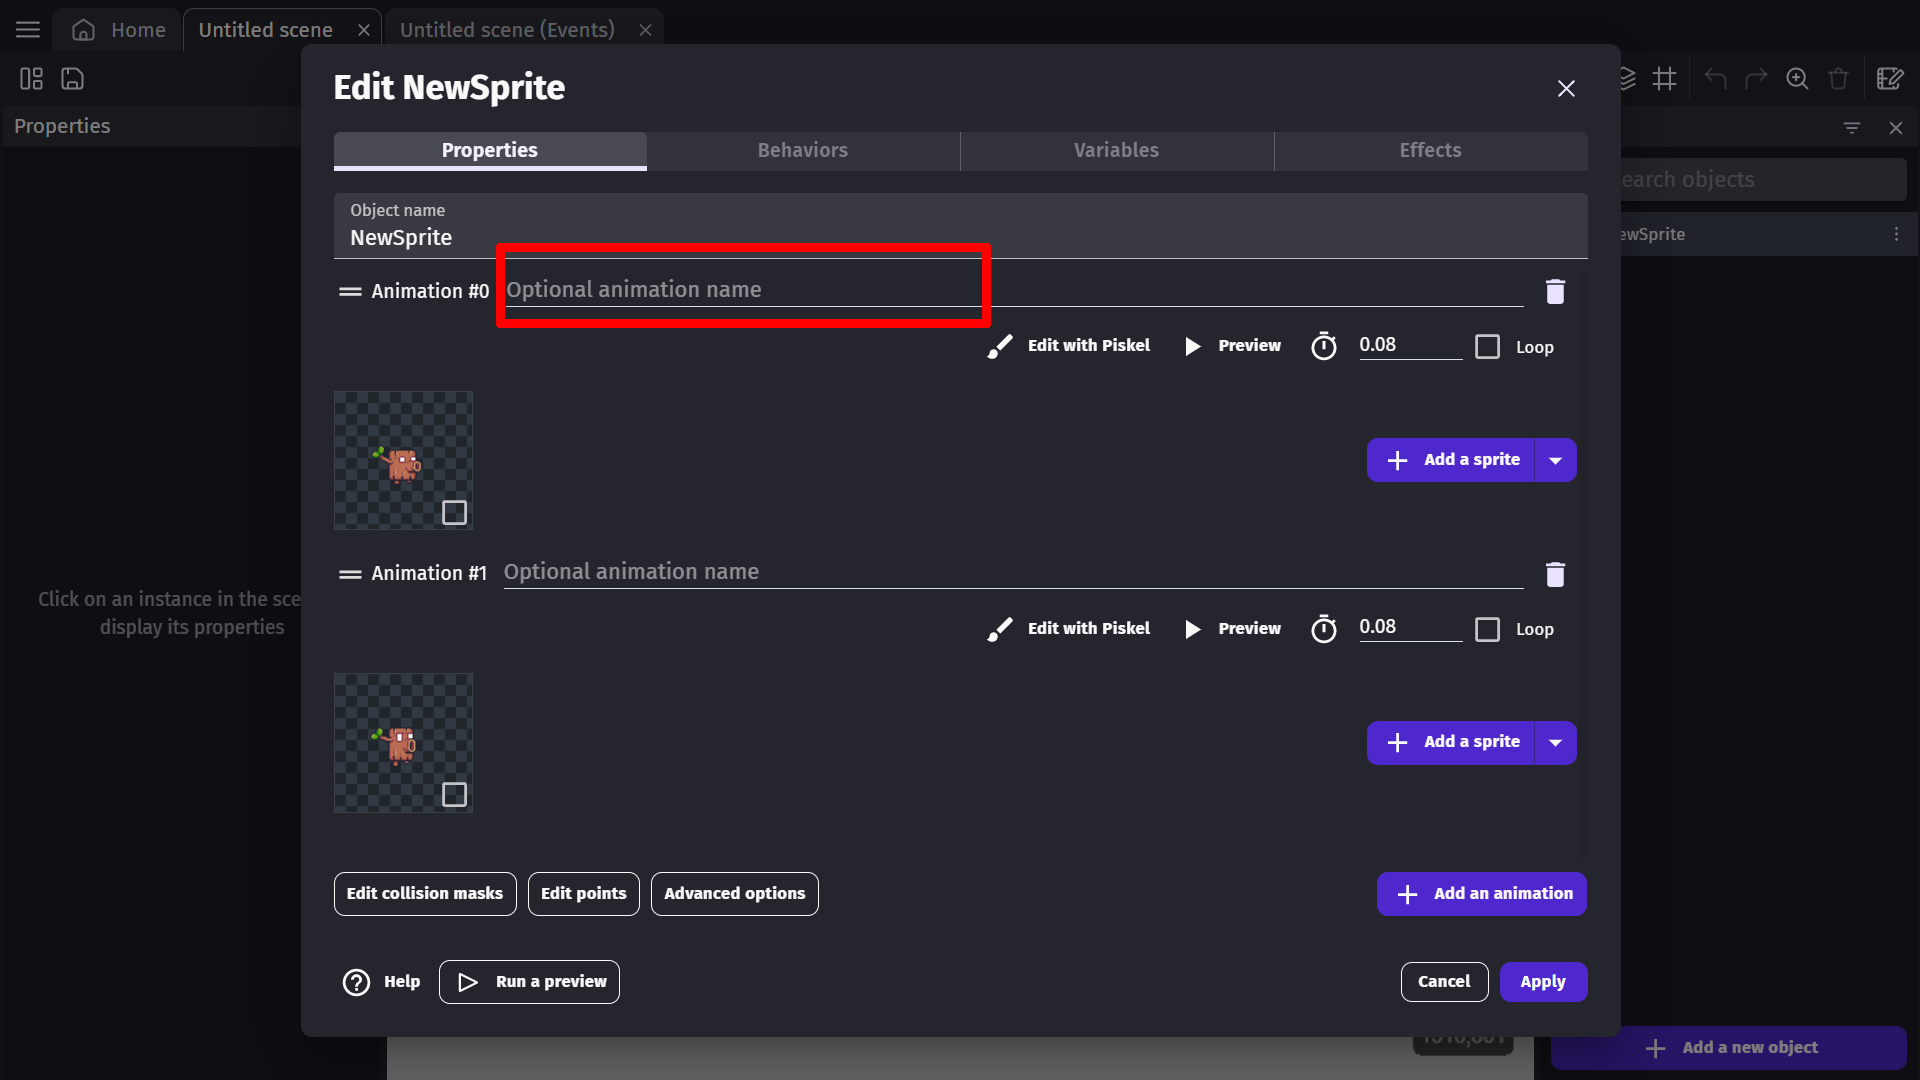 Home
Untitled scene
Untitled scene (Events)
Properties
Edit NewSprite
Properties
Behaviors
Variables
Effects
earch objects
Object name
NewSprite
ewSprite
Animation #0
Optional animation name
Edit with Piskel
Preview
0.08
Loop
Add a sprite
Animation #1
Optional animation name
Click on an instance in the sce
display its properties
Edit with Piskel
Preview
0.08
Loop
Add a sprite
Edit collision masks
Edit points
Advanced options
Add an animation
Help
Run a preview
Cancel
Apply
Add a new object